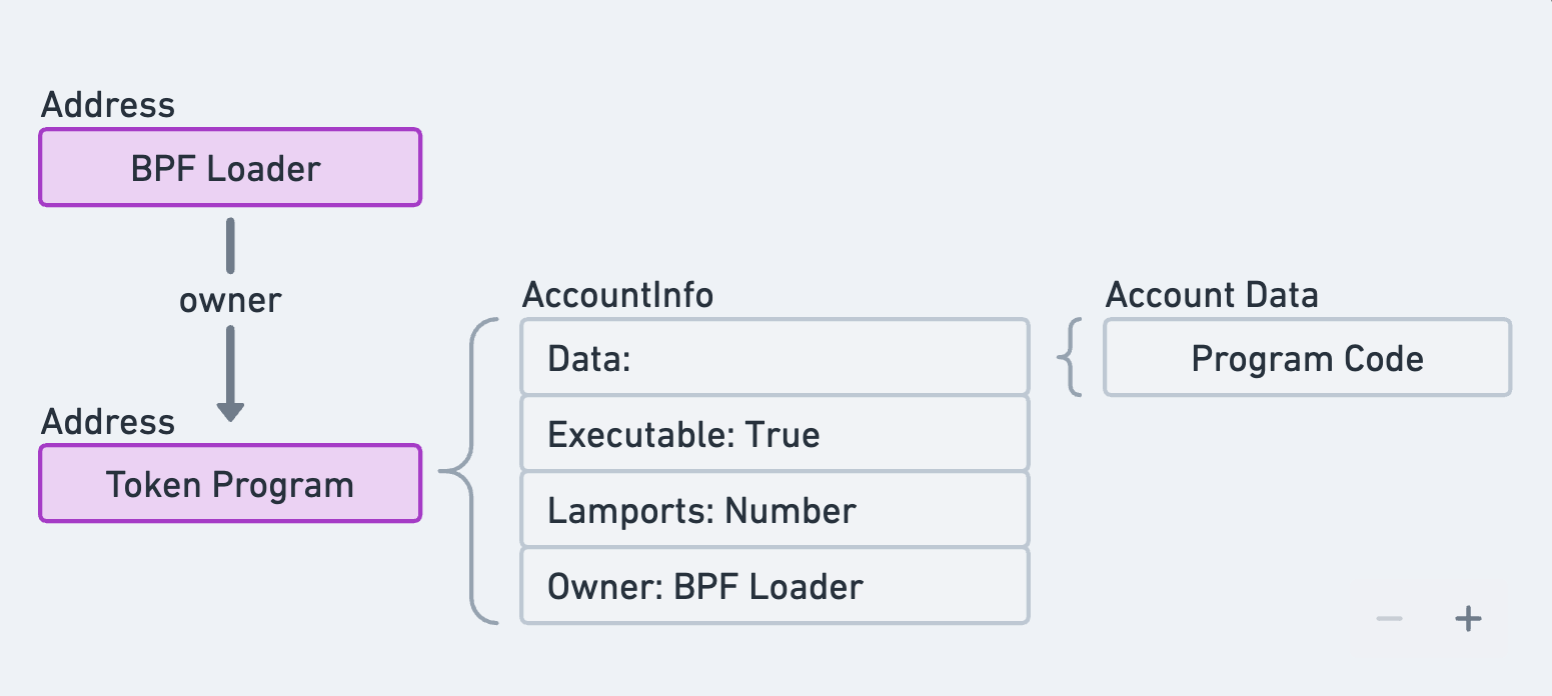 Address
BPF Loader
owner
Address
Token Program
AccountInfo
Data:
Executable: True
Lamports: Number
Owner: BPF Loader
Account Data
Program Code